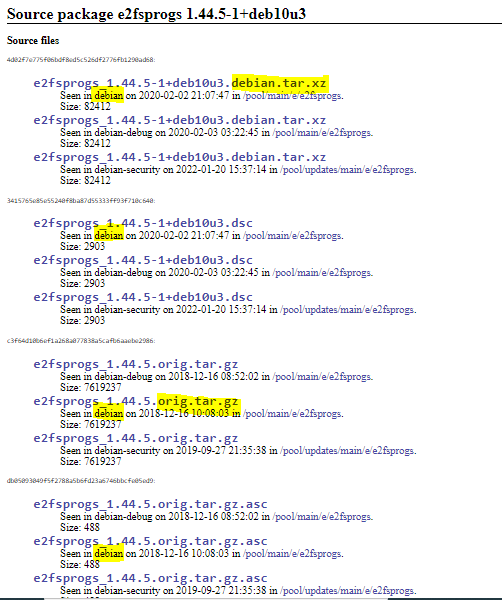 Source package e2fsprogs 1.44.5-1+deb10u3
Source files
4d02f7e775f06bdf8ed5c526df2776fb1290ad68:
e2fsprogs_1.44.5-1+deb10u3.debian.tar.xz
Seen in debian on 2020-02-02 21:07:47 in /pool/main/e/e2fsprogs.
Size: 82412
e2fsprogs_1.44.5-1+deb10u3.debian.tar.xz
Seen in debian-debug on 2020-02-03 03:22:45 in /pool/main/e/e2fsprogs.
Size: 82412
e2fsprogs_1.44.5-1+deb10u3.debian.tar.xz
Seen in debian-security on 2022-01-20 15:37:14 in /pool/updates/main/e/e2fsprogs.
Size: 82412
3415765e85e55240f8ba87d55333ff93f710c640:
e2fsprogs_1.44.5-1+deb10u3.dsc
Seen in debian on 2020-02-02 21:07:47 in /pool/main/e/e2fsprogs.
Size: 2903
e2fsprogs_1.44.5-1+deb10u3.dsc
Seen in debian-debug on 2020-02-03 03:22:45 in /pool/main/e/e2fsprogs.
Size: 2903
e2fsprogs_1.44.5-1+deb10u3.dsc
Seen in debian-security on 2022-01-20 15:37:14 in /pool/updates/main/e/e2fsprogs.
Size: 2903
c3f64d10b6ef1a268a077838a5cafb6aaebe2986:
e2fsprogs_1.44.5.orig.tar.gz
Seen in debian-debug on 2018-12-16 08:52:02 in /pool/main/e/e2fsprogs.
Size: 7619237
e2fsprogs_1.44.5.orig.tar.gz
Seen in debian on 2018-12-16 10:08:03 in /pool/main/e/e2fsprogs.
Size: 7619237
e2fsprogs_1.44.5.orig.tar.gz
Seen in debian-security on 2019-09-27 21:35:38 in /pool/updates/main/e/e2fsprogs.
Size: 7619237
db05093049f5f2788a5b6fd23a6746bbcfe05ed9:
e2fsprogs_1.44.5.orig.tar.gz.asc
Seen in debian-debug on 2018-12-16 08:52:02 in /pool/main/e/e2fsprogs.
Size: 488
e2fsprogs_1.44.5.orig.tar.gz.asc
Seen in debian on 2018-12-16 10:08:03 in /pool/main/e/e2fsprogs.
Size: 488
e2fsprogs_1.44.5.orig.tar.gz.asc
Seen in debian-security on 2019-09-27 21:35:38 in /pool/updates/main/e/e2fsprogs.